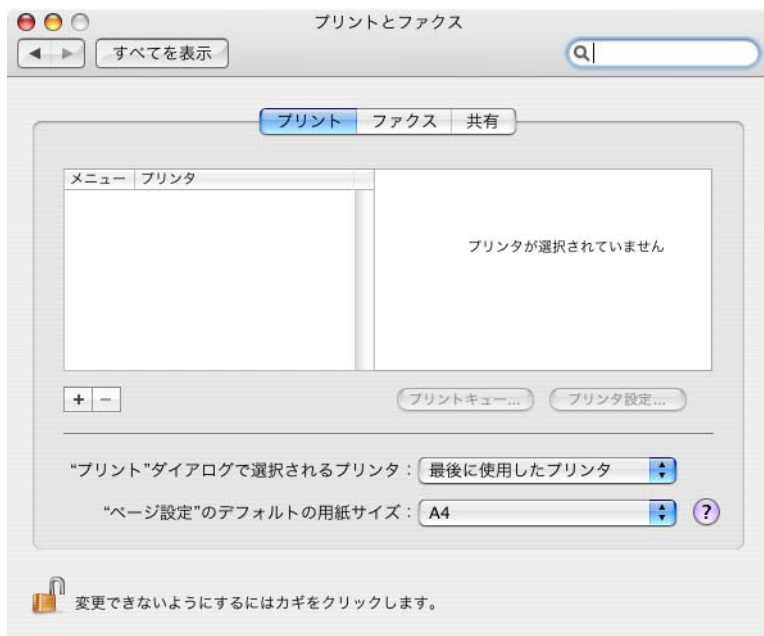 プリントとファクス
すべてを表示
プリント ファクス 共有
メニュー プリンタ
プリンタが選択されていません
+ −
プリントキュー... プリンタ設定...
“プリント”ダイアログで選択されるプリンタ： 最後に使用したプリンタ
“ページ設定”のデフォルトの用紙サイズ： A4 ?
変更できないようにするにはカギをクリックします。